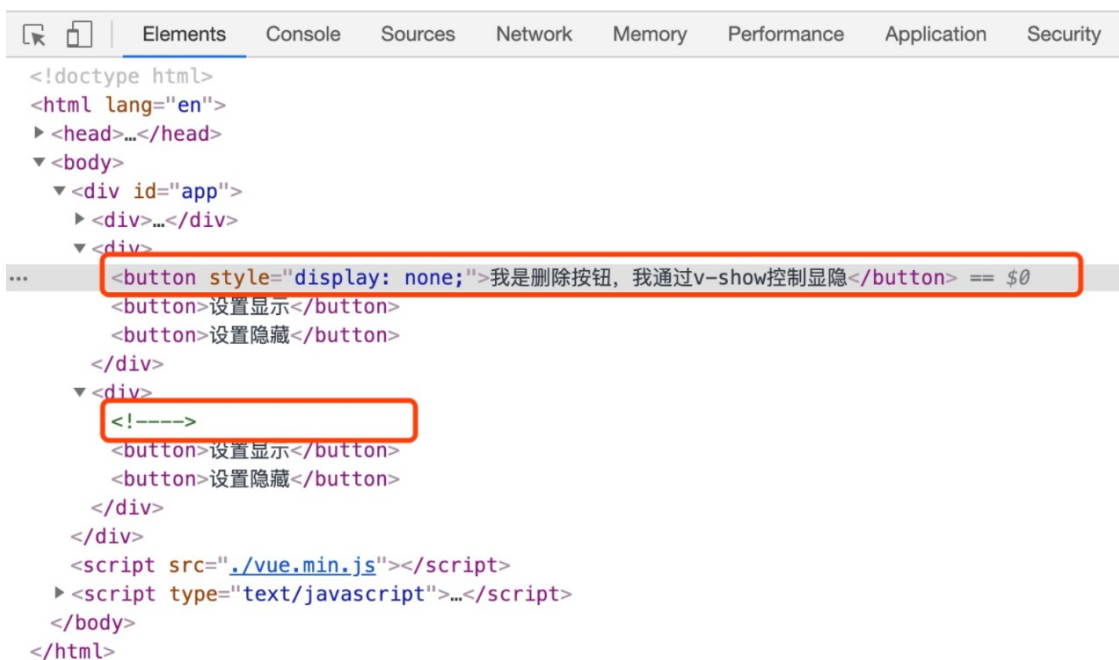 Elements Console Sources Network Memory Performance Application Security
<!doctype html>
<html lang="en">
<head>…</head>
<body>
<div id="app">
<div>…</div>
<div>
… <button style="display: none;">我是删除按钮，我通过v-show控制显隐</button> == $0
<button>设置显示</button>
<button>设置隐藏</button>
</div>
<div>
<!---->
<button>设置显示</button>
<button>设置隐藏</button>
</div>
</div>
<script src="./vue.min.js"></script>
<script type="text/javascript">…</script>
</body>
</html>